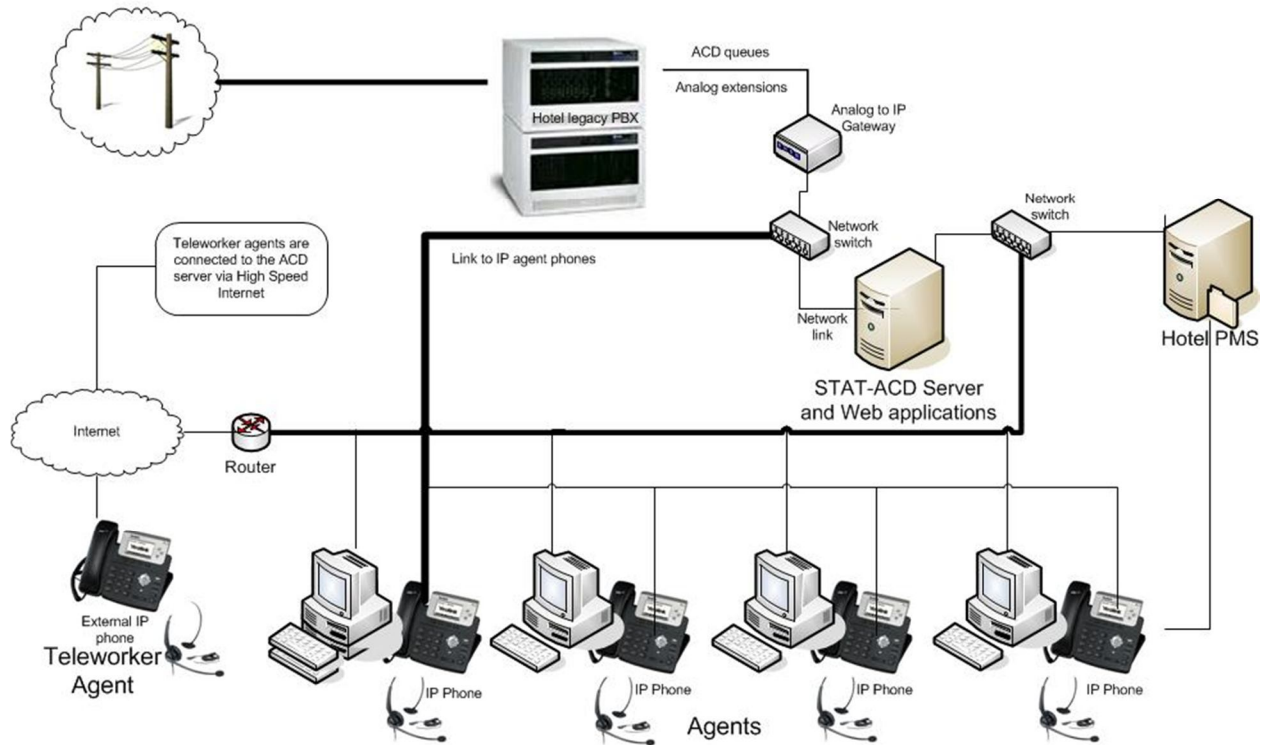 ACD queues
Analog extensions
Hotel legacy PBX
Analog to IP
Gateway
Network
switch
Network
switch
Teleworker agents are
connected to the ACD
server via High Speed
Internet
Link to IP agent phones
Network
link
Hotel PMS
STAT-ACD Server
and Web applications
Internet
Router
External IP
phone
Teleworker
Agent
IP Phone
IP Phone
IP Phone
IP Phone
Agents